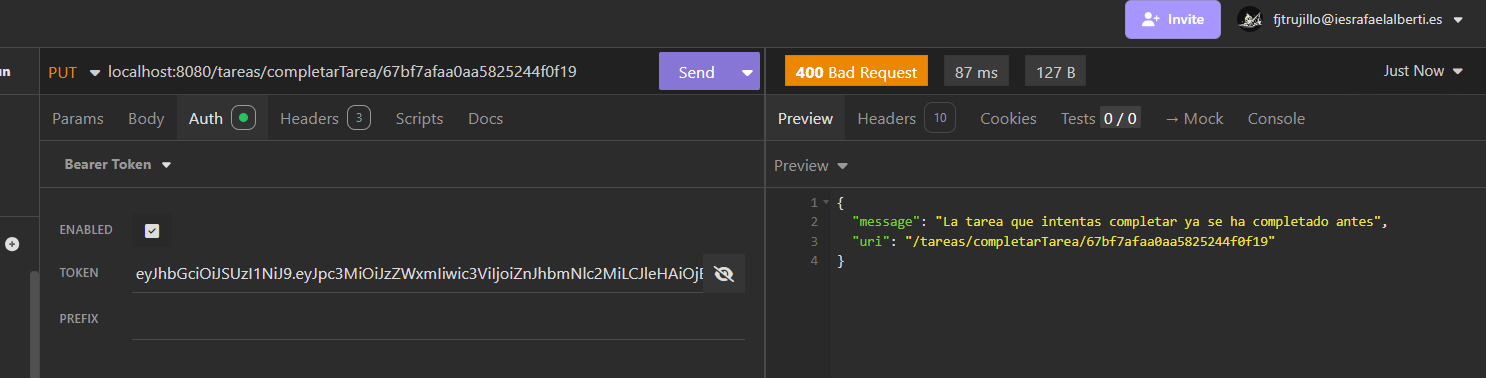 Invite
fjtrujillo@iesrafaelalberti.es
un
PUT localhost:8080/tareas/completarTarea/67bf7afaa0aa5825244f0f19
Send
400 Bad Request
87 ms
127 B
Just Now
Params Body Auth Headers 3 Scripts Docs
Preview Headers 10 Cookies Tests 0 / 0 → Mock Console
Bearer Token
Preview
ENABLED
TOKEN eyJhbGciOiJSUzI1NiJ9.eyJpc3MiOiJzZWxmIiwic3ViIjoiZnJhbmNlc2MiLCJleHAiOjE
PREFIX
1 {
2 "message": "La tarea que intentas completar ya se ha completado antes",
3 "uri": "/tareas/completarTarea/67bf7afaa0aa5825244f0f19"
4 }